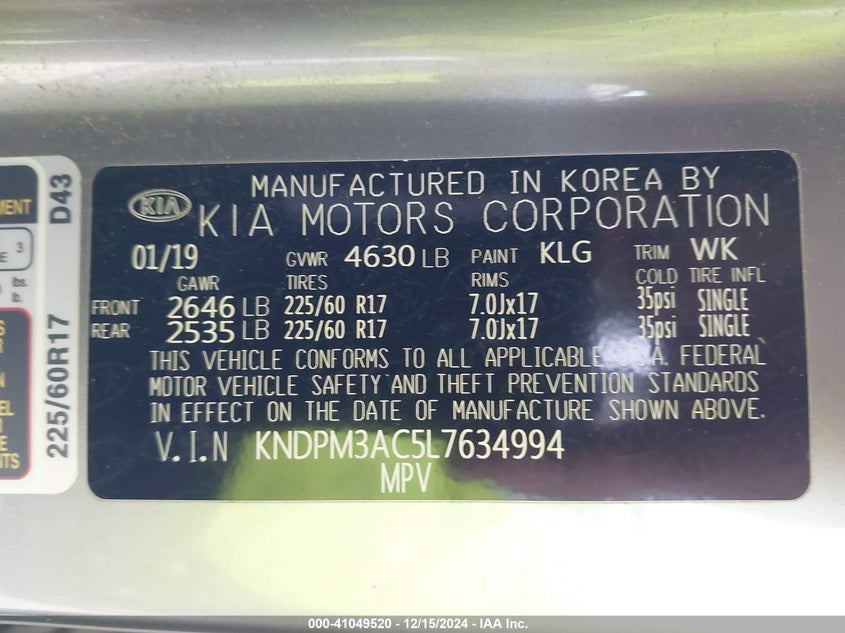 MANUFACTURED IN KOREA BY
KIA KIA MOTORS CORPORATION
01/19 GVWR 4630 LB PAINT KLG TRIM WK
GAWR TIRES RIMS COLD TIRE INFL
FRONT 2646 LB 225/60 R17 7.0Jx17 35psi SINGLE
REAR 2535 LB 225/60 R17 7.0Jx17 35psi SINGLE
THIS VEHICLE CONFORMS TO ALL APPLICABLE FEDERAL
MOTOR VEHICLE SAFETY AND THEFT PREVENTION STANDARDS
IN EFFECT ON THE DATE OF MANUFACTURE SHOWN ABOVE.
V.I.N KNDPM3AC5L7634994
MPV
225/60R17 D43
3
lbs.
lb.
000-41049520 - 12/15/2024 - IAA Inc.